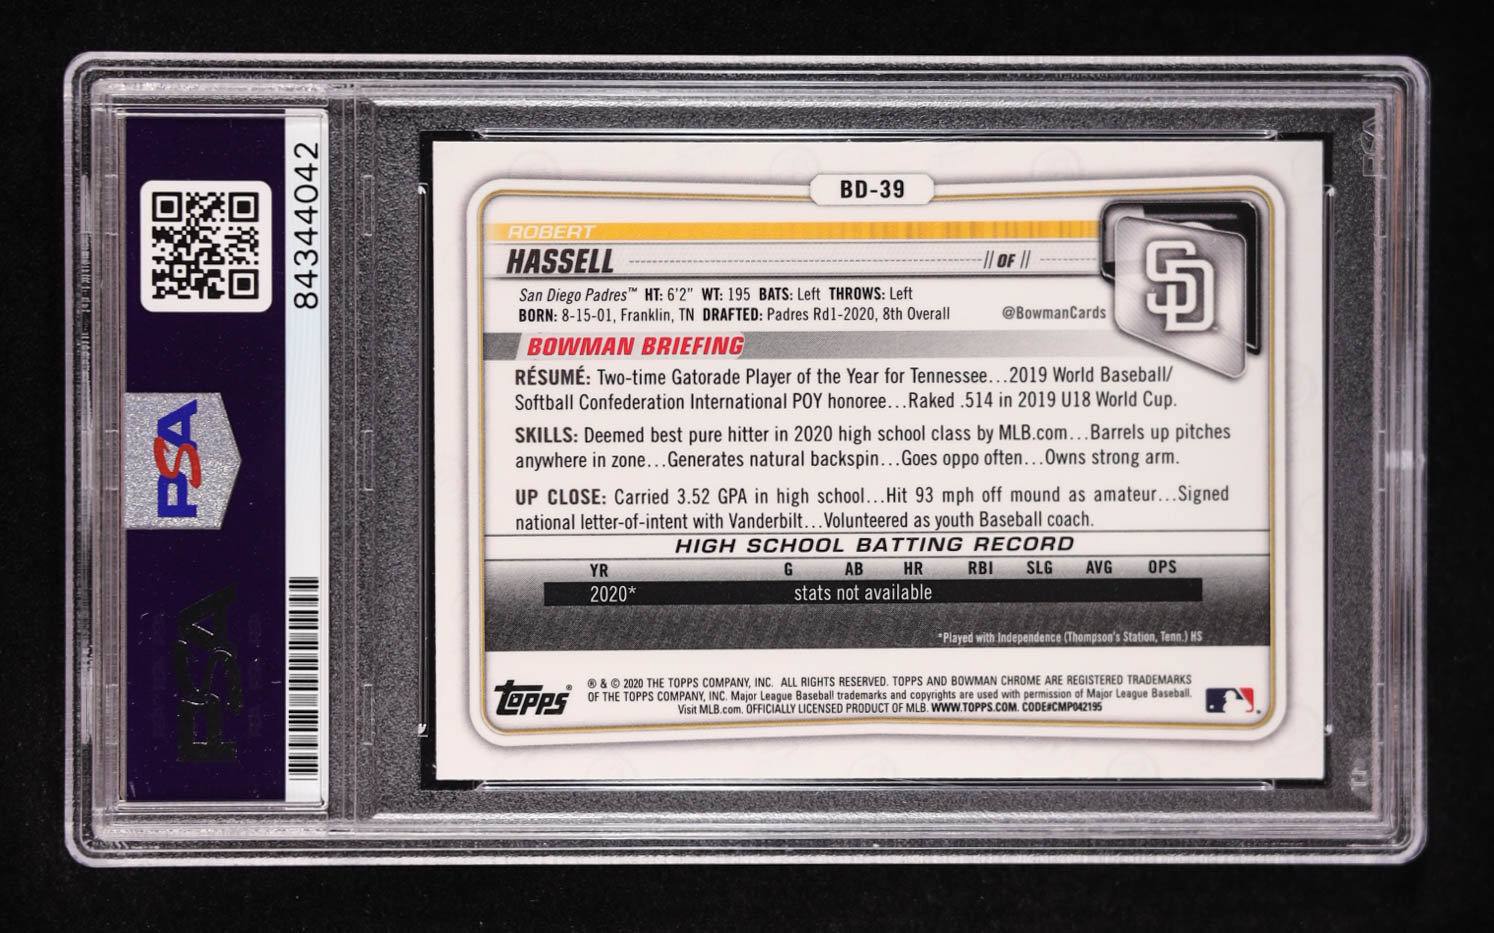 84344042
PSA
PSA
BD-39
ROBERT
HASSELL // OF //
San Diego Padres™ HT: 6'2" WT: 195 BATS: Left THROWS: Left
BORN: 8-15-01, Franklin, TN DRAFTED: Padres Rd1-2020, 8th Overall @BowmanCards
SD
BOWMAN BRIEFING
RÉSUMÉ: Two-time Gatorade Player of the Year for Tennessee...2019 World Baseball/
Softball Confederation International POY honoree...Raked .514 in 2019 U18 World Cup.
SKILLS: Deemed best pure hitter in 2020 high school class by MLB.com...Barrels up pitches
anywhere in zone...Generates natural backspin...Goes oppo often...Owns strong arm.
UP CLOSE: Carried 3.52 GPA in high school...Hit 93 mph off mound as amateur...Signed
national letter-of-intent with Vanderbilt...Volunteered as youth Baseball coach.
HIGH SCHOOL BATTING RECORD
YR G AB HR RBI SLG AVG OPS
2020* stats not available
*Played with Independence (Thompson's Station, Tenn.) HS
topps®
® & © 2020 THE TOPPS COMPANY, INC. ALL RIGHTS RESERVED. TOPPS AND BOWMAN CHROME ARE REGISTERED TRADEMARKS
OF THE TOPPS COMPANY, INC. Major League Baseball trademarks and copyrights are used with permission of Major League Baseball.
Visit MLB.com. OFFICIALLY LICENSED PRODUCT OF MLB. WWW.TOPPS.COM. CODE#CMP042195